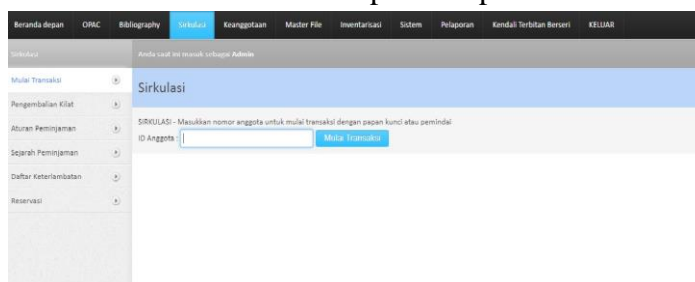 Beranda depan OPAC Bibliography Sirkulasi Keanggotaan Master File Inventarisasi Sistem Pelaporan Kendali Terbitan Berseri KELUAR
Sirkulasi Anda saat ini masuk sebagai Admin
Mulai Transaksi
Sirkulasi
Pengembalian Kilat
SIRKULASI - Masukkan nomor anggota untuk mulai transaksi dengan papan kunci atau pemindai
Aturan Peminjaman
ID Anggota : Mulai Transaksi
Sejarah Peminjaman
Daftar Keterlambatan
Reservasi